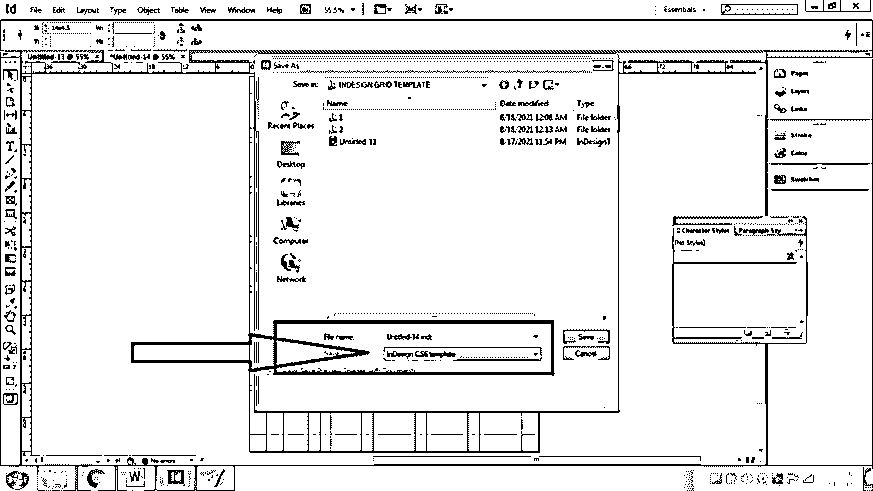 Id File Edit Layout Type Object Table View Window Help Br 55.5% Essentials
Untitled-13 @ 55% × *Untitled-14 @ 55% ×
Save As
Save in: INDESIGN GRID TEMPLATE
Name Date modified Type
1 8/18/2021 12:08 AM File folder
2 8/18/2021 12:13 AM File folder
Untitled-13 8/17/2021 11:54 PM InDesign T
Recent Places
Desktop
Libraries
Computer
Network
File name: Untitled-14.indt
InDesign CS6 template
Save
Cancel
Pages
Layers
Links
Stroke
Color
Swatches
Character Styles Paragraph Sty
[No Styles]
No errors
W